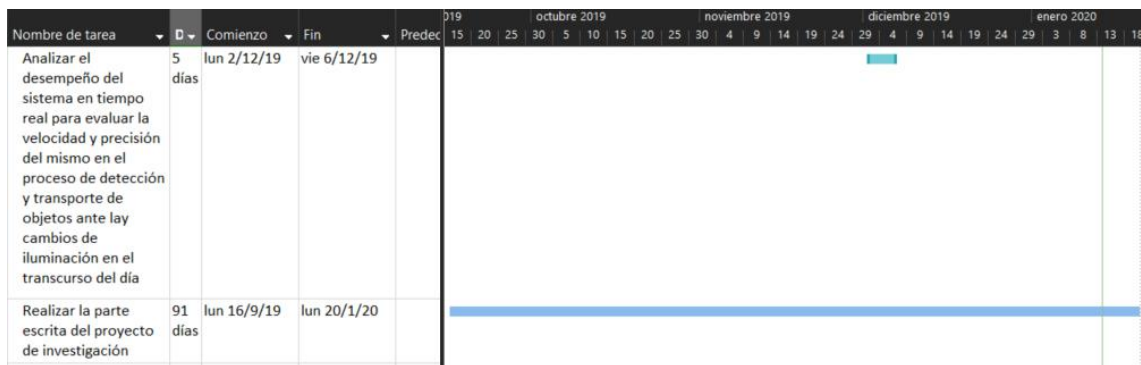 019 octubre 2019 noviembre 2019 diciembre 2019 enero 2020
Nombre de tarea D Comienzo Fin Predec 15 20 25 30 5 10 15 20 25 30 4 9 14 19 24 29 4 9 14 19 24 29 3 8 13 18
Analizar el 5 lun 2/12/19 vie 6/12/19
desempeño del días
sistema en tiempo
real para evaluar la
velocidad y precisión
del mismo en el
proceso de detección
y transporte de
objetos ante lay
cambios de
iluminación en el
transcurso del día
Realizar la parte 91 lun 16/9/19 lun 20/1/20
escrita del proyecto días
de investigación